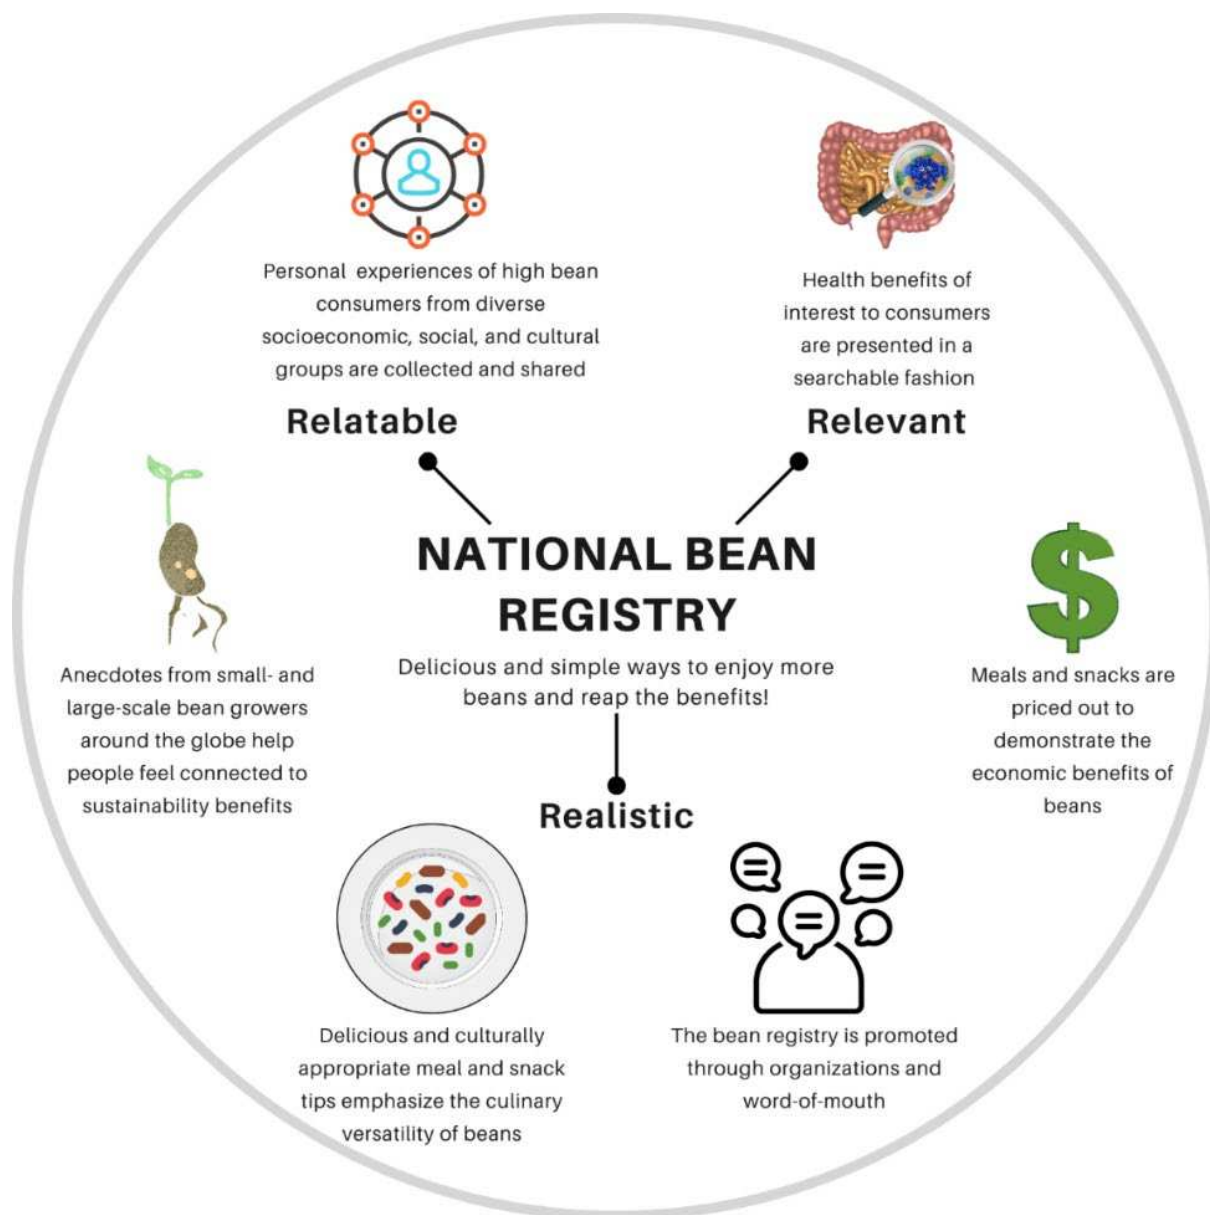 Personal experiences of high bean
consumers from diverse
socioeconomic, social, and cultural
groups are collected and shared
Relatable
Health benefits of
interest to consumers
are presented in a
searchable fashion
Relevant
NATIONAL BEAN
REGISTRY
Delicious and simple ways to enjoy more
beans and reap the benefits!
Anecdotes from small- and
large-scale bean growers
around the globe help
people feel connected to
sustainability benefits
$
Meals and snacks are
priced out to
demonstrate the
economic benefits of
beans
Realistic
Delicious and culturally
appropriate meal and snack
tips emphasize the culinary
versatility of beans
The bean registry is promoted
through organizations and
word-of-mouth